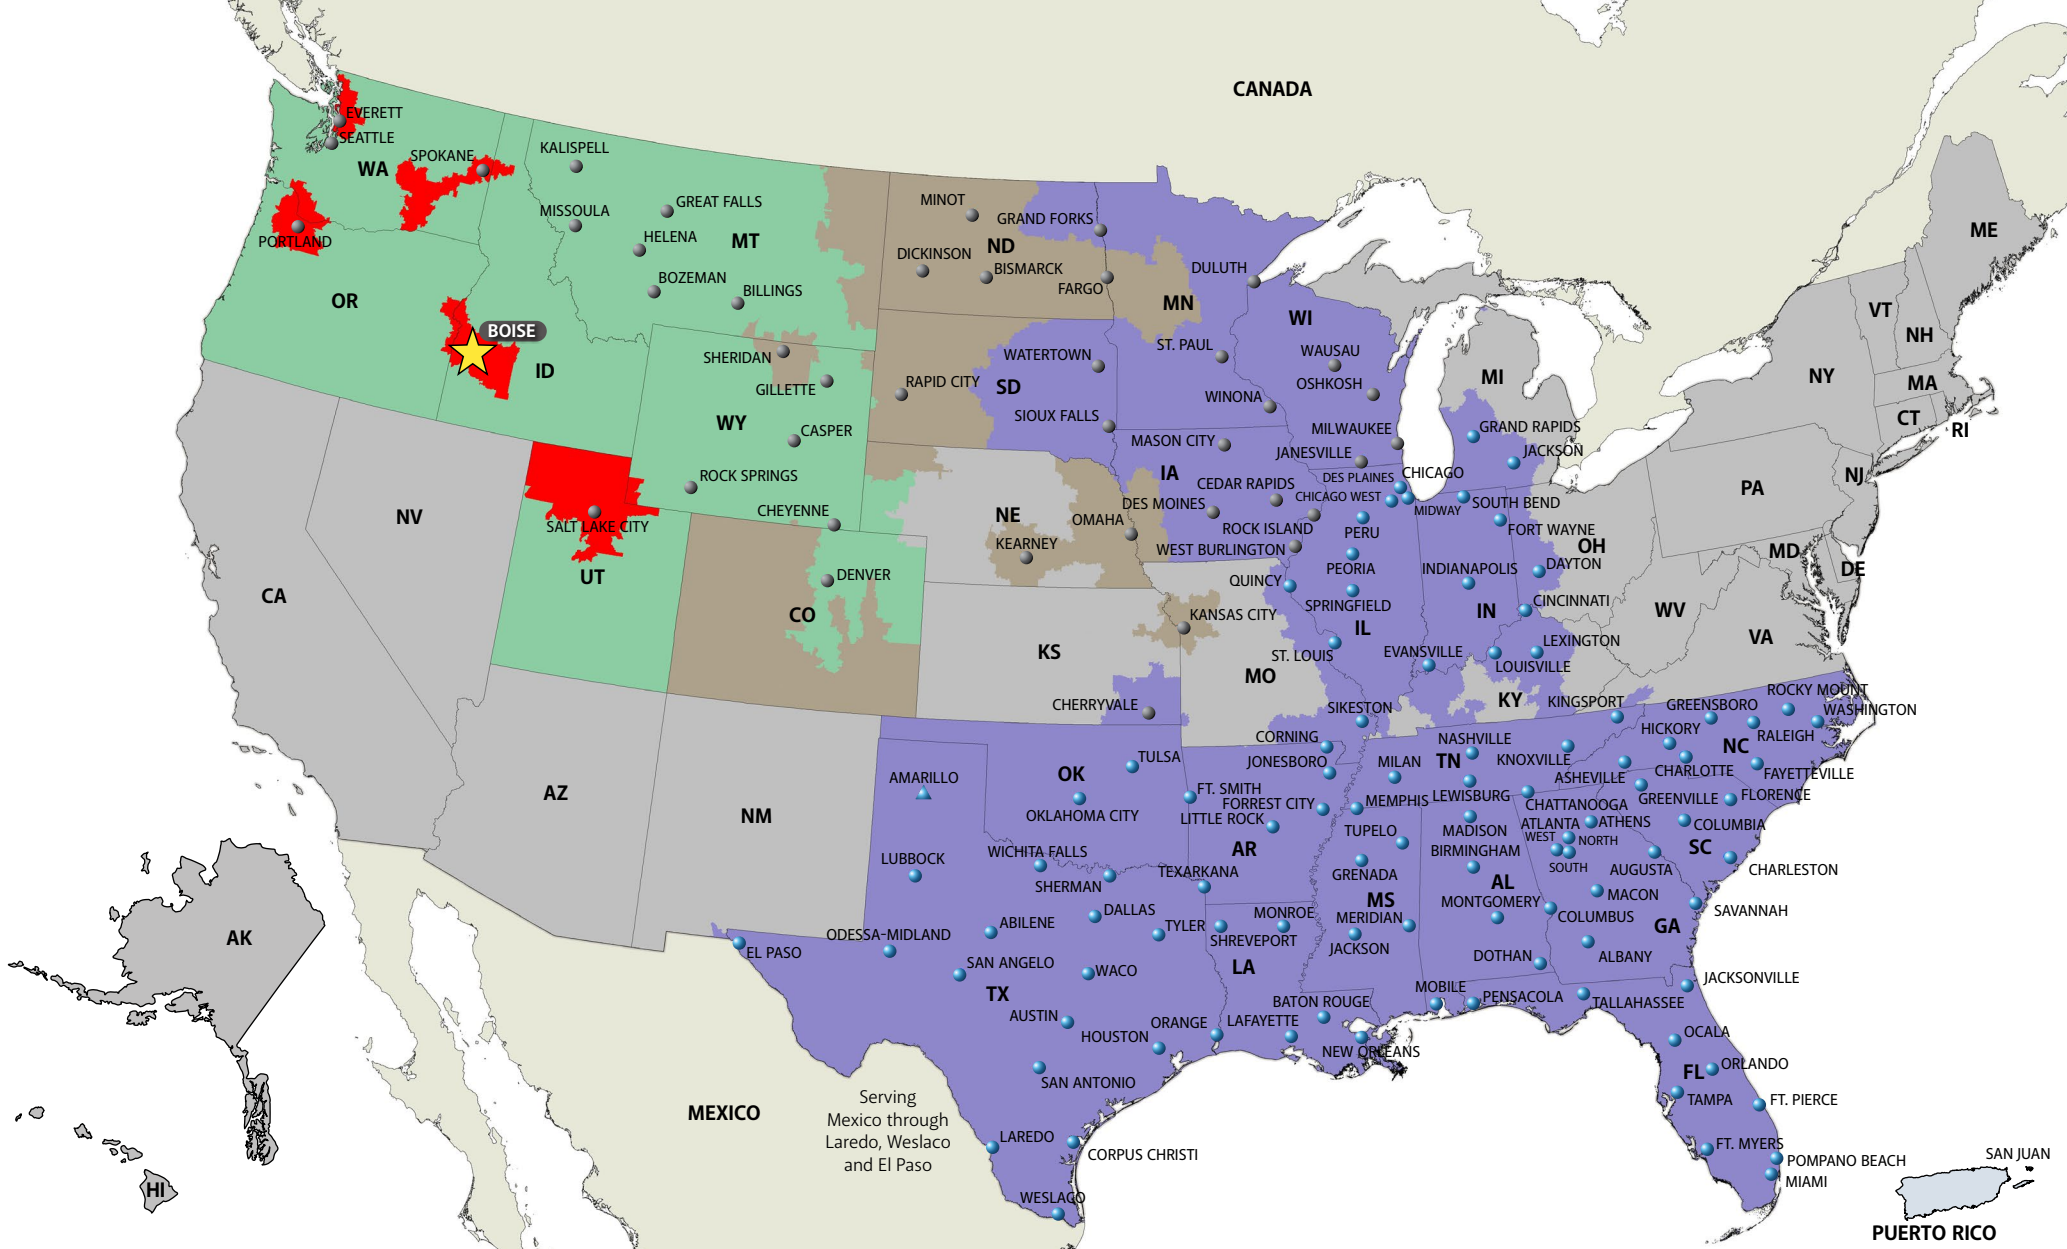 CANADA
EVERETT
SEATTLE
WA
SPOKANE
KALISPELL
MISSOULA
GREAT FALLS
HELENA
MT
BOZEMAN
BILLINGS
PORTLAND
OR
BOISE
ID
MINOT
GRAND FORKS
ND
DICKINSON
BISMARCK
FARGO
DULUTH
MN
WI
ME
VT
NH
NY
MA
CT
RI
SHERIDAN
GILLETTE
WY
CASPER
ROCK SPRINGS
CHEYENNE
RAPID CITY
WATERTOWN
SD
SIOUX FALLS
ST. PAUL
WINONA
WAUSAU
OSHKOSH
MILWAUKEE
JANESVILLE
MI
GRAND RAPIDS
JACKSON
MASON CITY
IA
CEDAR RAPIDS
DES MOINES
ROCK ISLAND
WEST BURLINGTON
DES PLAINES
CHICAGO
CHICAGO WEST
MIDWAY
SOUTH BEND
FORT WAYNE
PERU
PEORIA
QUINCY
SPRINGFIELD
IL
ST. LOUIS
INDIANAPOLIS
IN
EVANSVILLE
OH
DAYTON
CINCINNATI
LEXINGTON
LOUISVILLE
KY
PA
NJ
MD
DE
WV
VA
NV
CA
SALT LAKE CITY
UT
DENVER
CO
NE
OMAHA
KEARNEY
KANSAS CITY
KS
MO
CHERRYVALE
SIKESTON
CORNING
JONESBORO
KINGSPORT
GREENSBORO
ROCKY MOUNT
WASHINGTON
HICKORY
RALEIGH
NC
NASHVILLE
TN
KNOXVILLE
MILAN
ASHEVILLE
CHARLOTTE
FAYETTEVILLE
MEMPHIS
LEWISBURG
CHATTANOOGA
GREENVILLE
FLORENCE
AZ
NM
AMARILLO
OK
TULSA
OKLAHOMA CITY
FT. SMITH
FORREST CITY
LITTLE ROCK
AR
TUPELO
MADISON
BIRMINGHAM
ATLANTA
ATHENS
WEST
NORTH
SOUTH
COLUMBIA
SC
AUGUSTA
CHARLESTON
LUBBOCK
WICHITA FALLS
SHERMAN
TEXARKANA
GRENADA
MS
AL
MONTGOMERY
MACON
COLUMBUS
SAVANNAH
GA
ALBANY
DOTHAN
ABILENE
DALLAS
TYLER
MONROE
SHREVEPORT
MERIDIAN
JACKSON
LA
ODESSA-MIDLAND
EL PASO
SAN ANGELO
WACO
TX
AUSTIN
HOUSTON
ORANGE
LAFAYETTE
BATON ROUGE
NEW ORLEANS
MOBILE
PENSACOLA
TALLAHASSEE
JACKSONVILLE
OCALA
ORLANDO
FL
TAMPA
FT. PIERCE
FT. MYERS
POMPANO BEACH
MIAMI
SAN ANTONIO
LAREDO
CORPUS CHRISTI
WESLACO
MEXICO
Serving
Mexico through
Laredo, Weslaco
and El Paso
AK
HI
SAN JUAN
PUERTO RICO